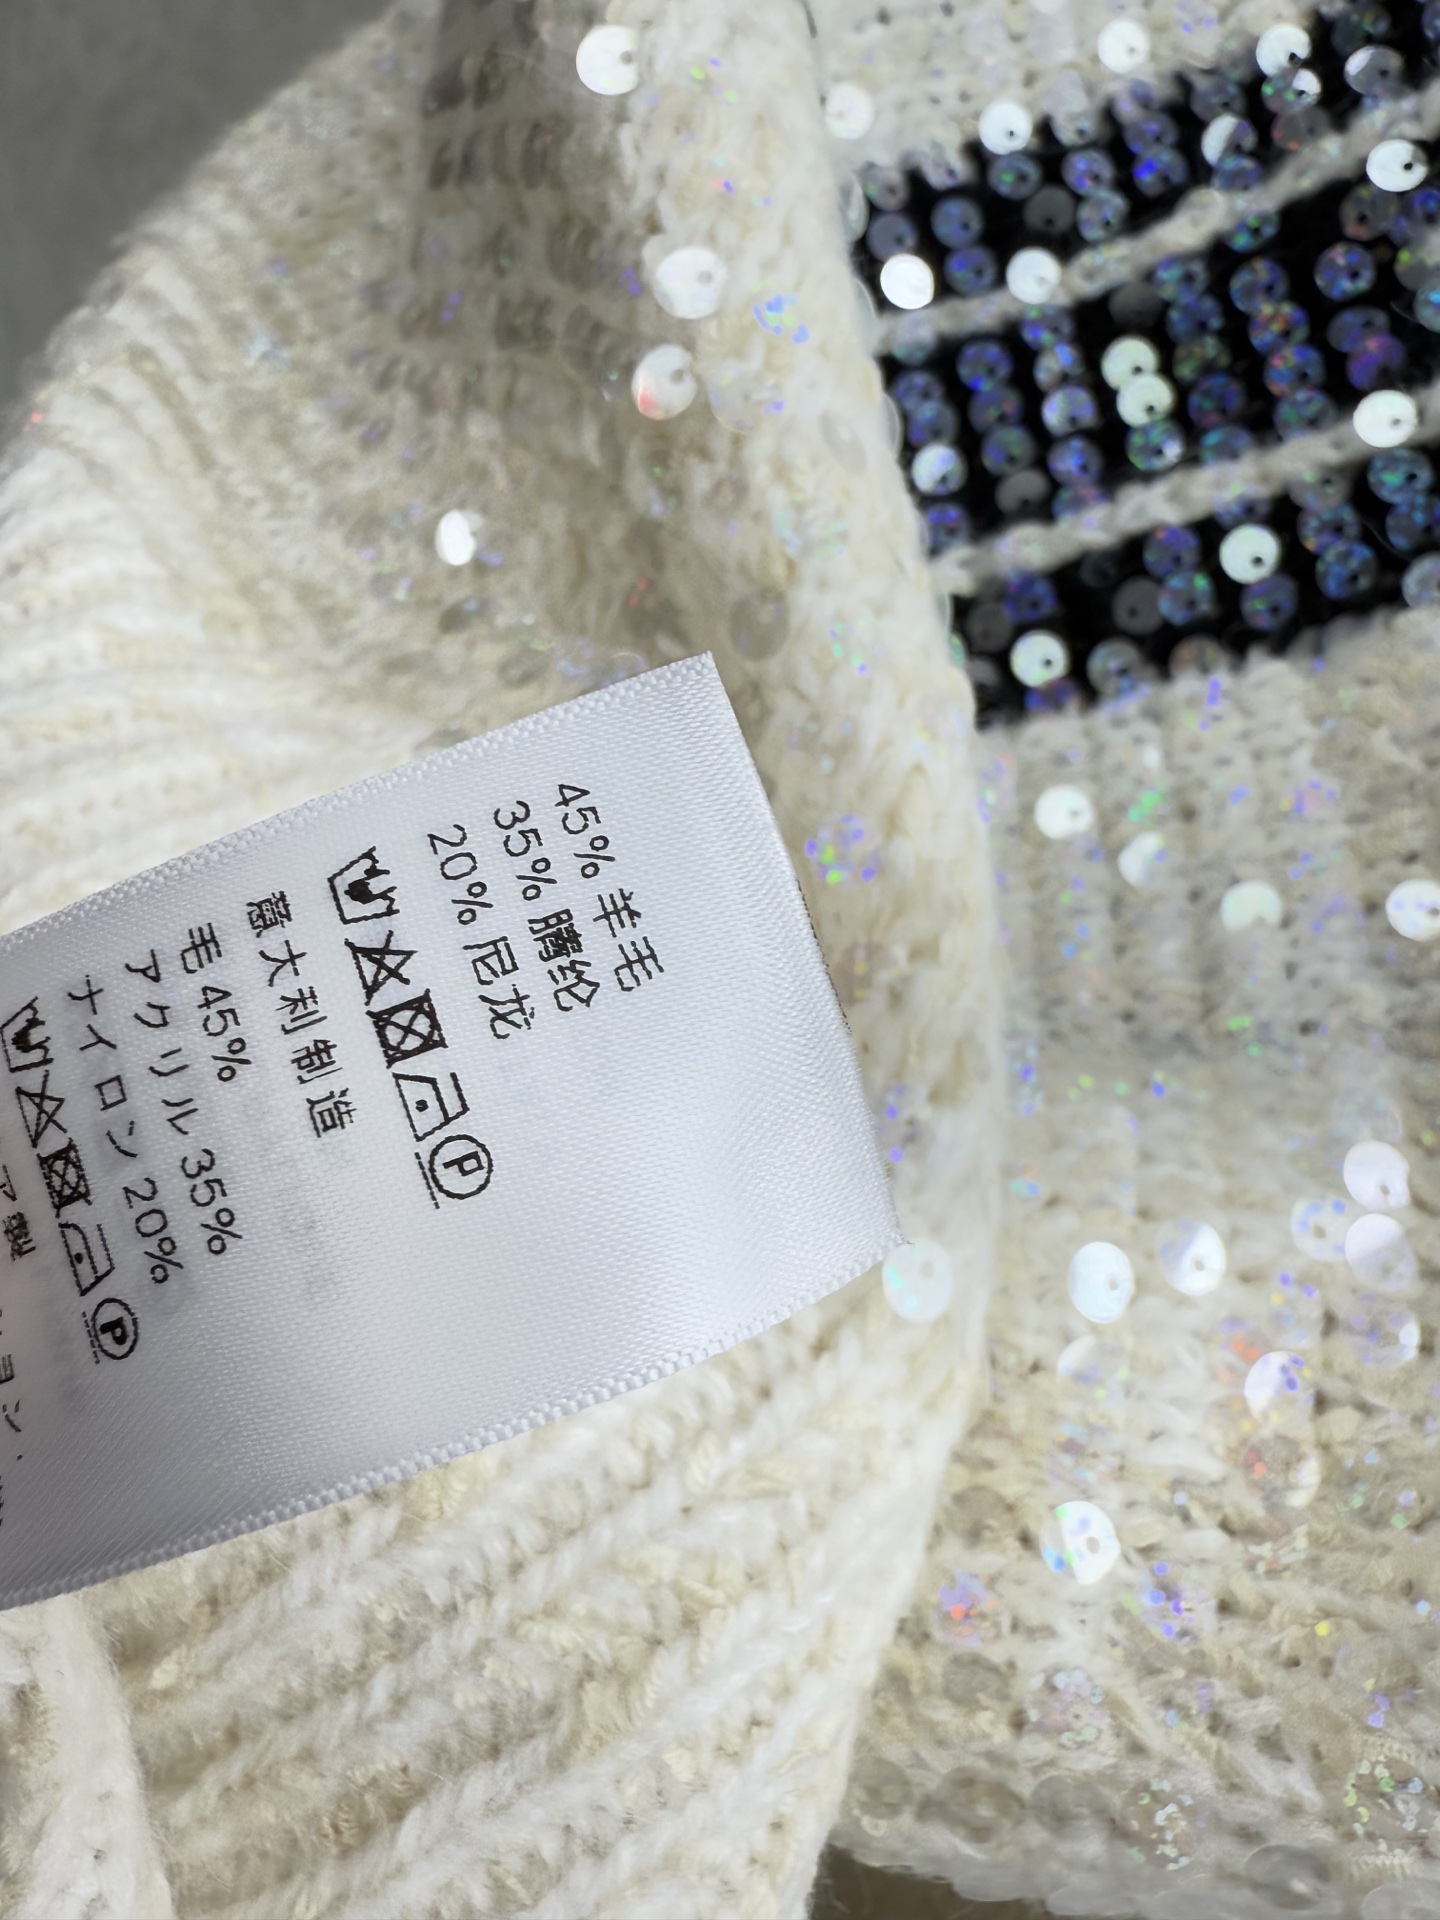 45% 羊毛
35% 腈纶
20% 尼龙
意大利制造
毛 45%
アクリル 35%
ナイロン 20%